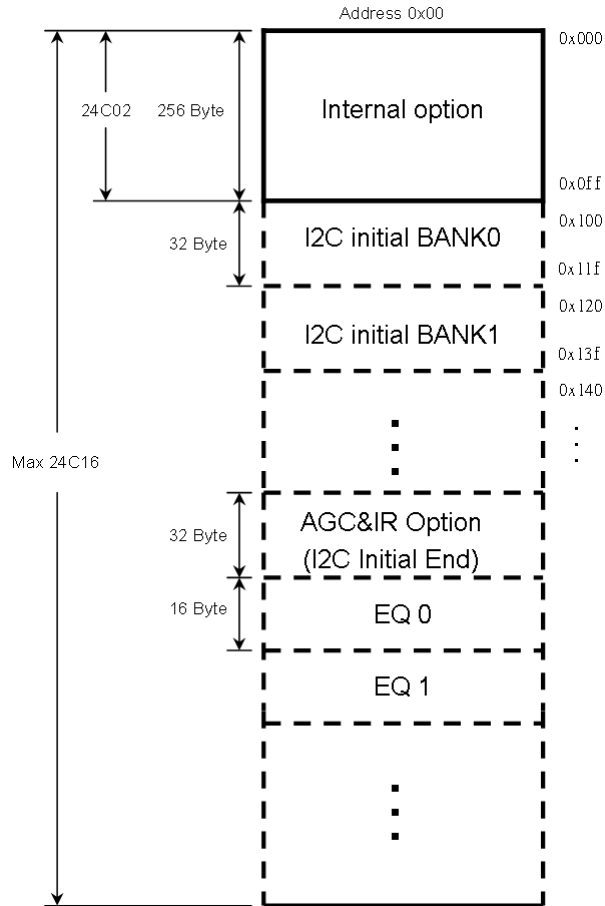 Address 0x00
0x000
24C02
256 Byte
Internal option
0x0ff
0x100
I2C initial BANK0
32 Byte
0x11f
0x120
I2C initial BANK1
0x13f
0x140
Max 24C16
AGC&IR Option
32 Byte
(I2C Initial End)
16 Byte
EQ 0
EQ 1